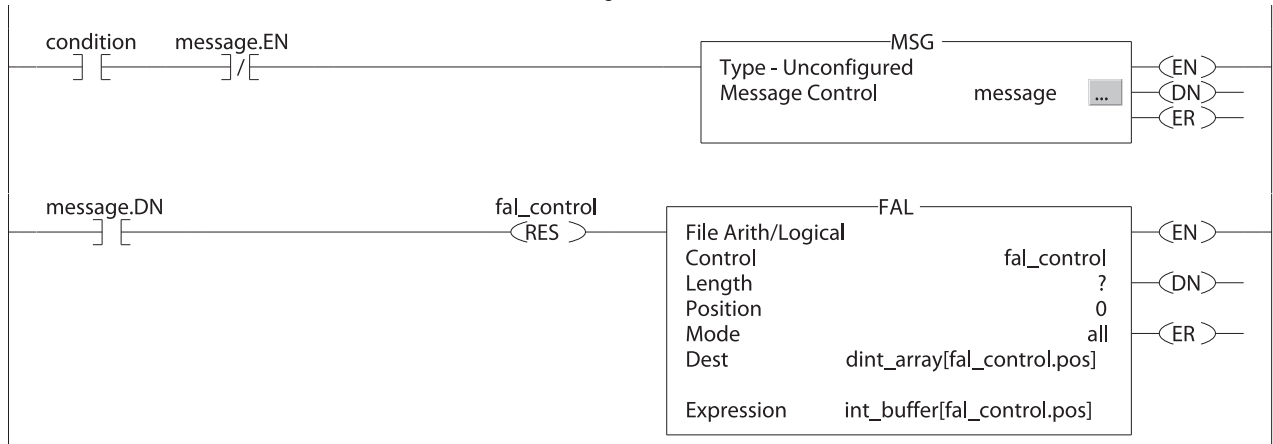 condition message.EN
MSG
Type - Unconfigured
Message Control message ...
EN
DN
ER
message.DN fal_control
RES
FAL
File Arith/Logical
Control fal_control
Length ?
Position 0
Mode all
Dest dint_array[fal_control.pos]
Expression int_buffer[fal_control.pos]
EN
DN
ER